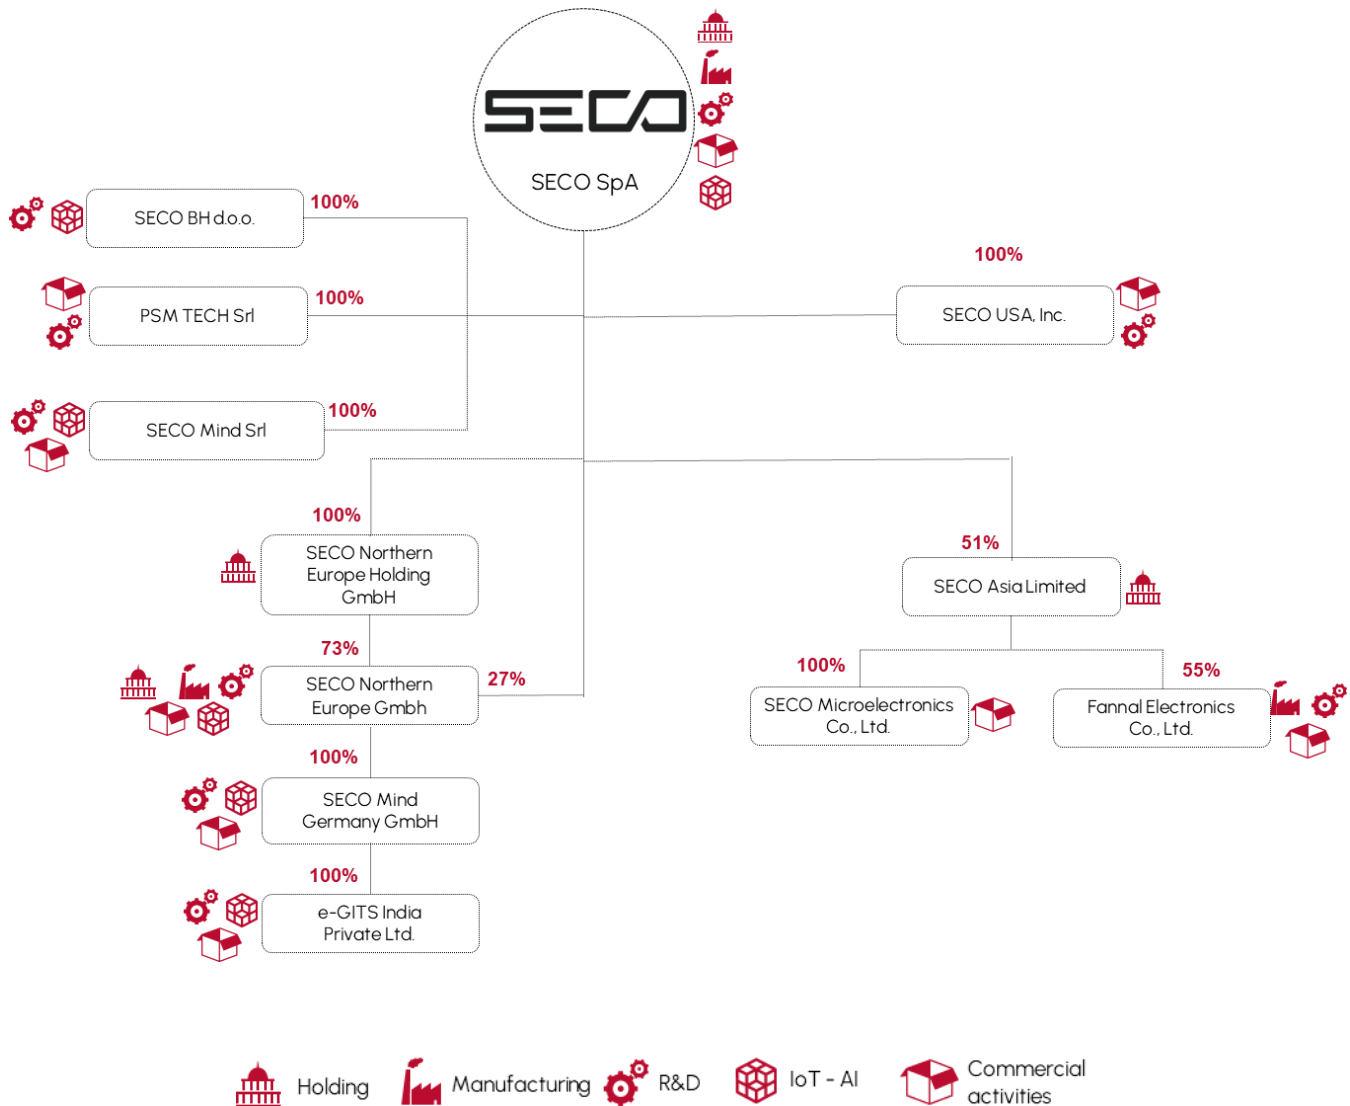 SECO
SECO SpA
100%
SECO BH d.o.o.
100%
PSM TECH Srl
100%
SECO USA, Inc.
100%
SECO Mind Srl
100%
SECO Northern
Europe Holding
GmbH
51%
SECO Asia Limited
73%
SECO Northern
Europe Gmbh
27%
100%
SECO Microelectronics
Co., Ltd.
55%
Fannal Electronics
Co., Ltd.
100%
SECO Mind
Germany GmbH
100%
e-GITS India
Private Ltd.
Holding
Manufacturing
R&D
IoT - AI
Commercial
activities